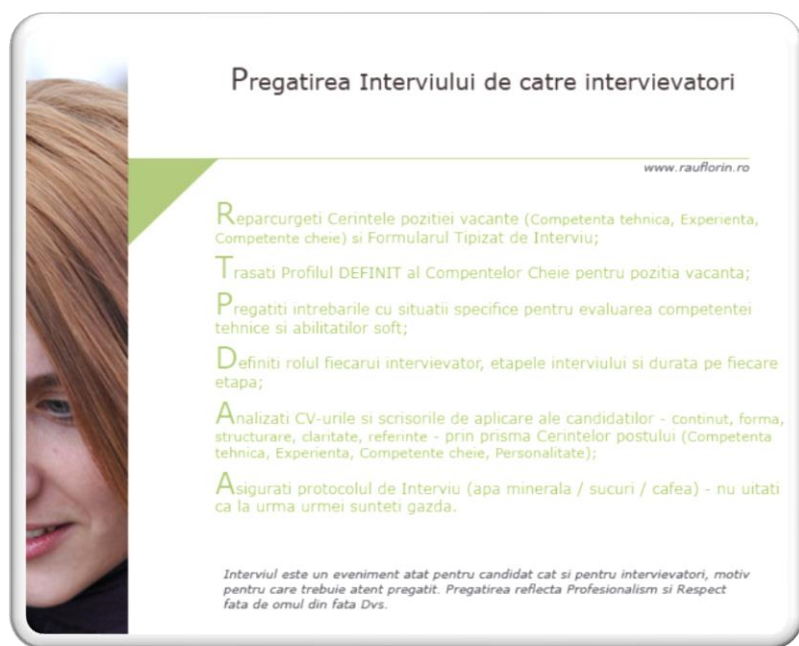 Pregatirea Interviului de catre intervievatori
www.rauflorin.ro
Reparcurgeti Cerintele pozitiei vacante (Competenta tehnica, Experienta,
Competente cheie) si Formularul Tipizat de Interviu;
Trasati Profilul DEFINIT al Compentelor Cheie pentru pozitia vacanta;
Pregatiti intrebarile cu situatii specifice pentru evaluarea competentei
tehnice si abilitatilor soft;
Definiti rolul fiecarui intervievator, etapele interviului si durata pe fiecare
etapa;
Analizati CV-urile si scrisorile de aplicare ale candidatilor - continut, forma,
structurare, claritate, referinte - prin prisma Cerintelor postului (Competenta
tehnica, Experienta, Competente cheie, Personalitate);
Asigurati protocolul de Interviu (apa minerala / sucuri / cafea) - nu uitati
ca la urma urmei sunteti gazda.
Interviul este un eveniment atat pentru candidat cat si pentru intervievatori, motiv
pentru care trebuie atent pregatit. Pregatirea reflecta Profesionalism si Respect
fata de omul din fata Dvs.